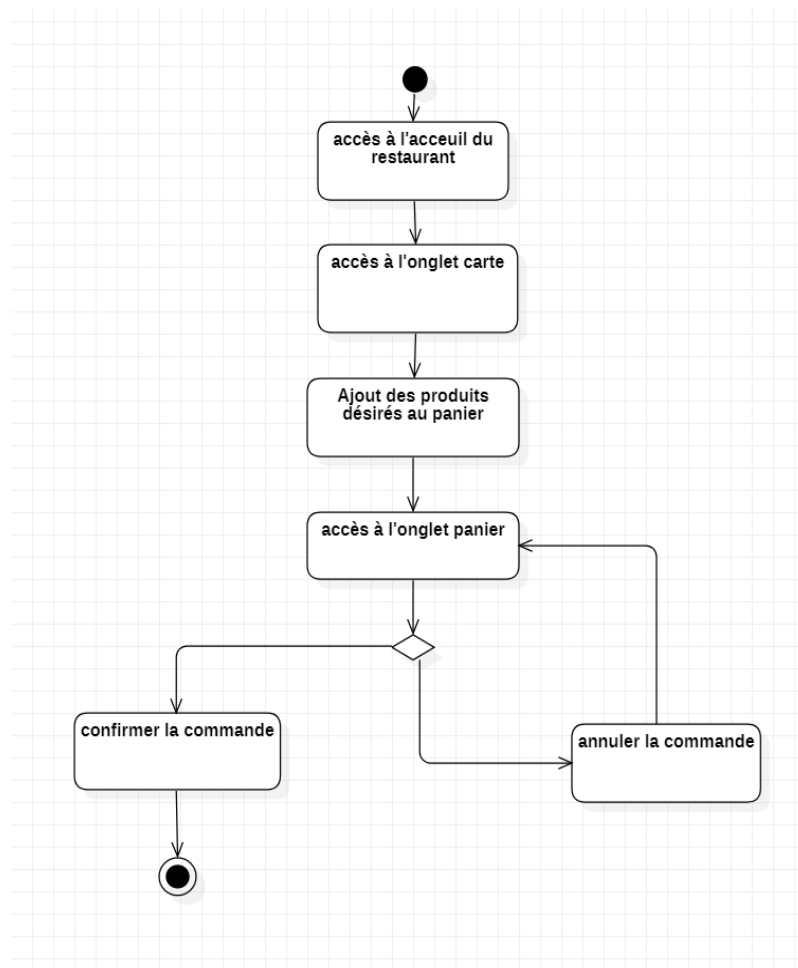 accès à l'acceuil du
restaurant
accès à l'onglet carte
Ajout des produits
désirés au panier
accès à l'onglet panier
confirmer la commande
annuler la commande